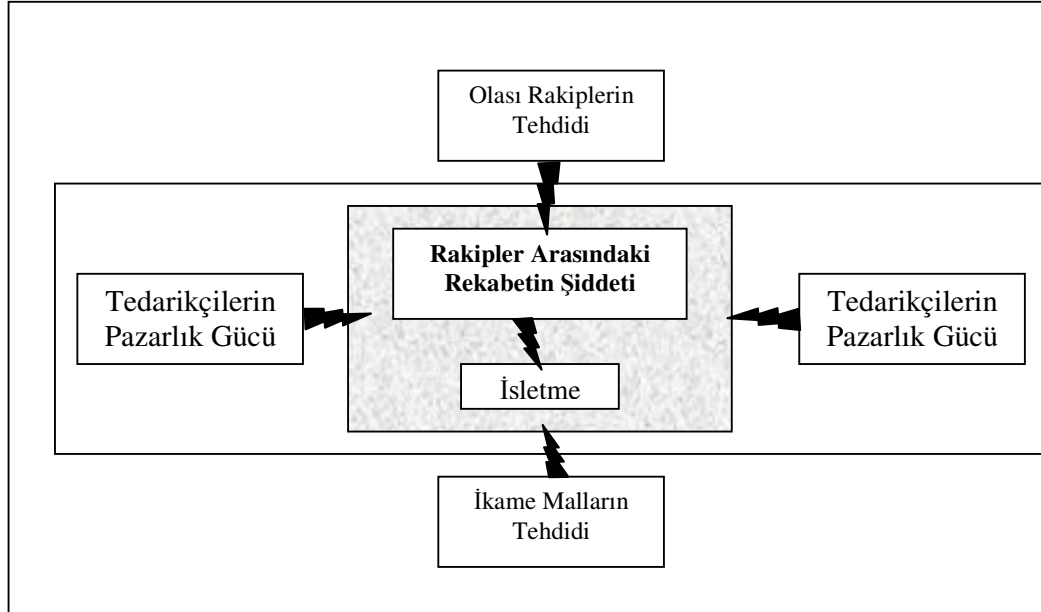 Olası Rakiplerin
Tehdidi
Rakipler Arasındaki
Rekabetin Şiddeti
Tedarikçilerin
Pazarlık Gücü
Tedarikçilerin
Pazarlık Gücü
İsletme
İkame Malların
Tehdidi